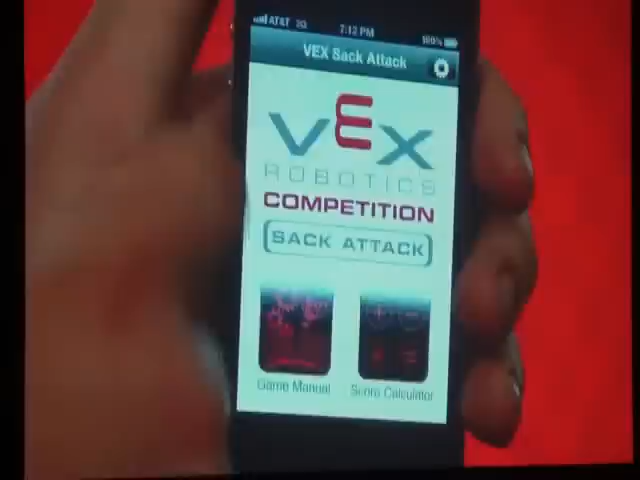 AT&T 3G 7:12 PM 100%
VEX Sack Attack
VEX
ROBOTICS
COMPETITION
SACK ATTACK
Game Manual Score Calculator